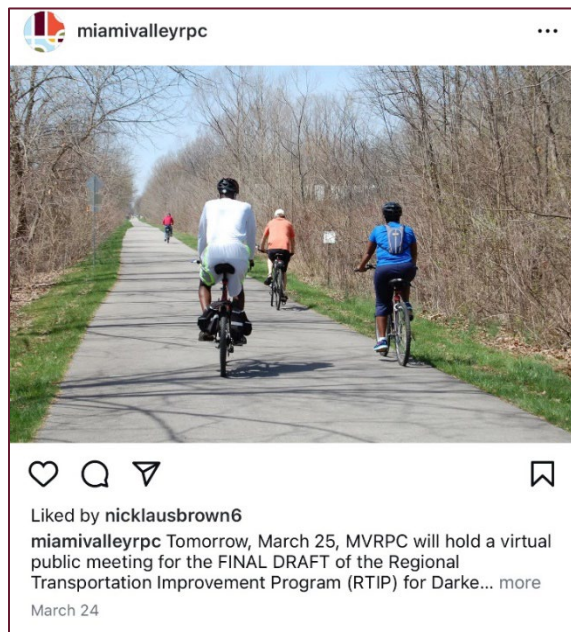 miamivalleyrpc
Liked by nicklausbrown6
miamivalleyrpc Tomorrow, March 25, MVRPC will hold a virtual
public meeting for the FINAL DRAFT of the Regional
Transportation Improvement Program (RTIP) for Darke... more
March 24